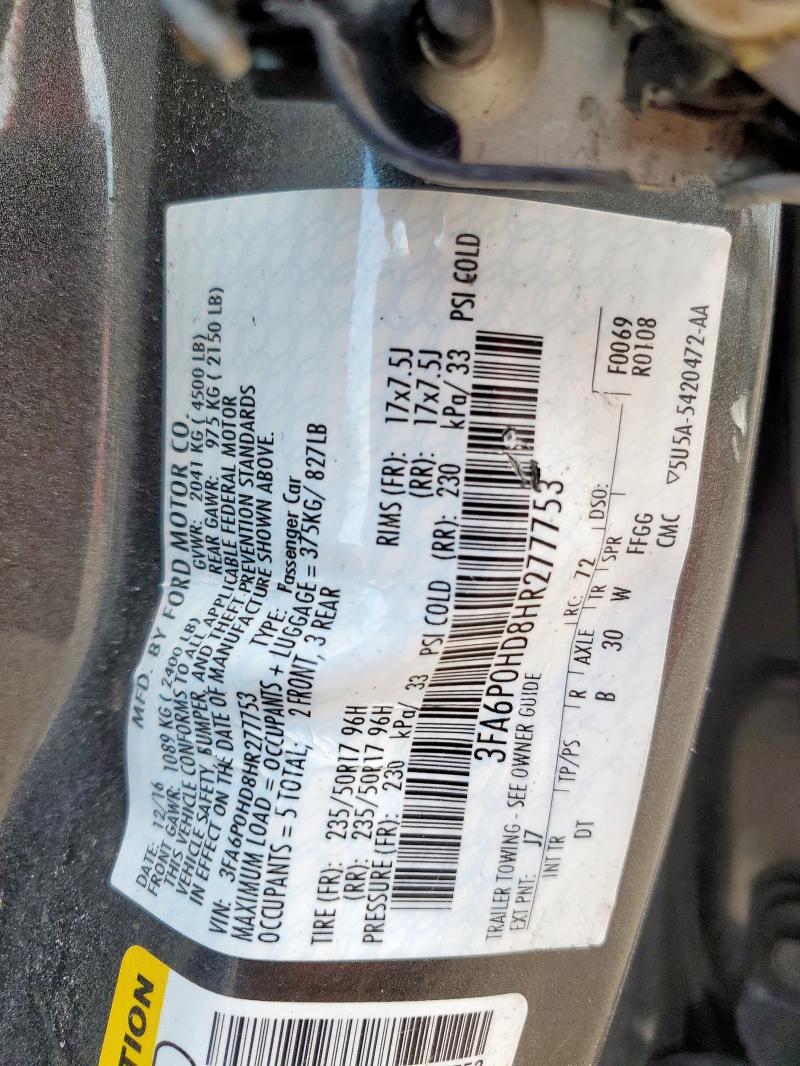 MFD. BY FORD MOTOR CO.
DATE: 12/16 GVWR: 2041 KG ( 4500 LB)
FRONT GAWR: 1089 KG ( 2400 LB) REAR GAWR: 975 KG ( 2150 LB)
THIS VEHICLE CONFORMS TO ALL APPLICABLE FEDERAL MOTOR
VEHICLE SAFETY, BUMPER, AND THEFT PREVENTION STANDARDS
IN EFFECT ON THE DATE OF MANUFACTURE SHOWN ABOVE.
VIN: 3FA6P0HD8HR277753 TYPE: Passenger Car
MAXIMUM LOAD = OCCUPANTS + LUGGAGE = 375KG/ 827LB
OCCUPANTS = 5 TOTAL, 2 FRONT, 3 REAR
TIRE (FR): 235/50R17 96H RIMS (FR): 17x7.5J
(RR): 235/50R17 96H (RR): 17x7.5J
PRESSURE (FR): 230 kPa/ 33 PSI COLD (RR): 230 kPa/ 33 PSI COLD
3FA6P0HD8HR277753
TRAILER TOWING - SEE OWNER GUIDE
EXT PNT: J7 RC: 72 DSO:
F0069
R0108
INT TR TP/PS R AXLE TR SPR
DT B 30 W FFGG
CMC ▽5U5A-5420472-AA
TION